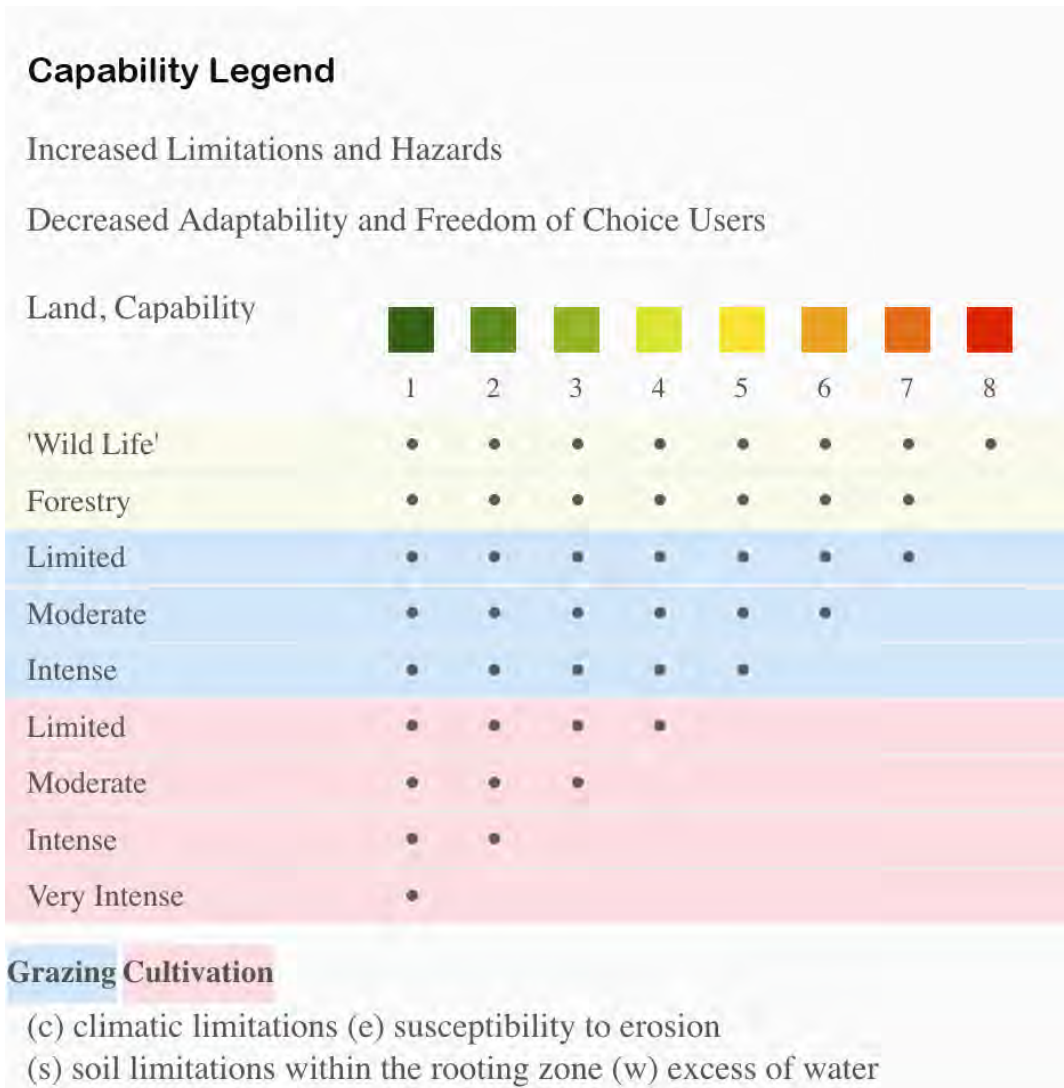 Capability Legend
Increased Limitations and Hazards
Decreased Adaptability and Freedom of Choice Users
Land, Capability
1 2 3 4 5 6 7 8
'Wild Life' • • • • • • • •
Forestry • • • • • • •
Limited • • • • • • •
Moderate • • • • • •
Intense • • • • •
Limited • • • •
Moderate • • •
Intense • •
Very Intense •
Grazing Cultivation
(c) climatic limitations (e) susceptibility to erosion
(s) soil limitations within the rooting zone (w) excess of water